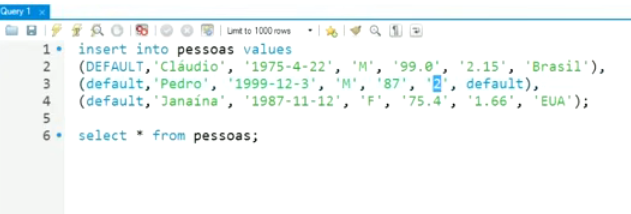 Query 1
Limit to 1000 rows
1 insert into pessoas values
2 (DEFAULT,'Cláudio', '1975-4-22', 'M', '99.0', '2.15', 'Brasil'),
3 (default,'Pedro', '1999-12-3', 'M', '87', '2', default),
4 (default,'Janaína', '1987-11-12', 'F', '75.4', '1.66', 'EUA');
5
6 select * from pessoas;